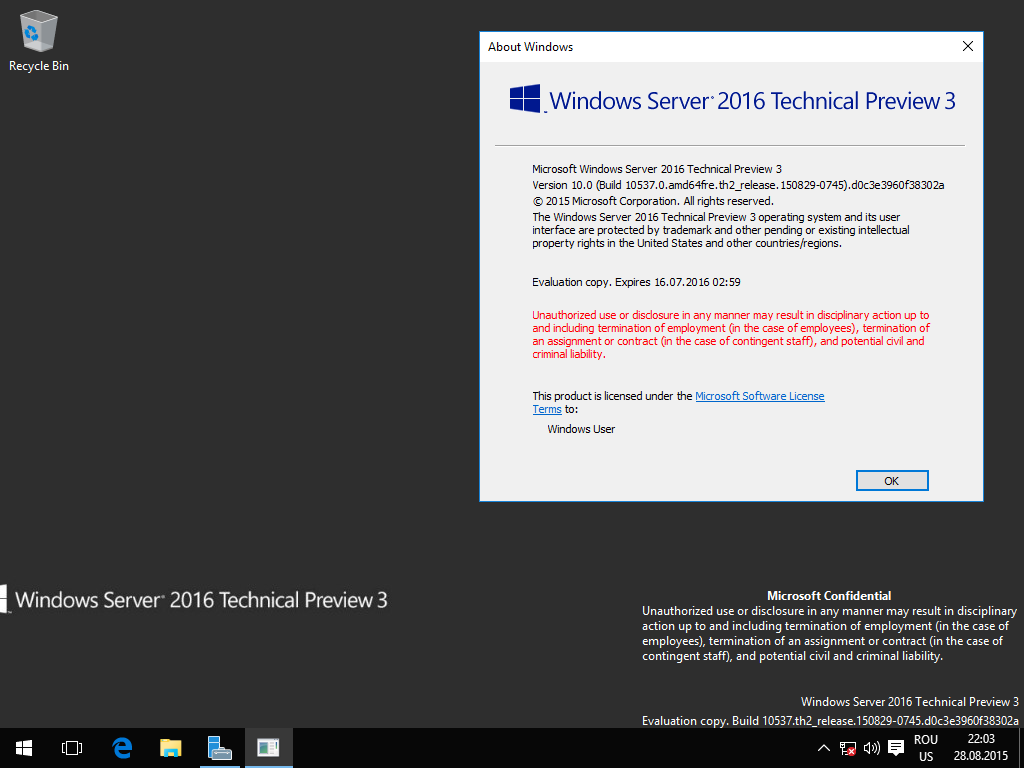 Recycle Bin
About Windows
Windows Server® 2016 Technical Preview 3
Microsoft Windows Server 2016 Technical Preview 3
Version 10.0 (Build 10537.0.amd64fre.th2_release.150829-0745).d0c3e3960f38302a
© 2015 Microsoft Corporation. All rights reserved.
The Windows Server 2016 Technical Preview 3 operating system and its user
interface are protected by trademark and other pending or existing intellectual
property rights in the United States and other countries/regions.
Evaluation copy. Expires 16.07.2016 02:59
Unauthorized use or disclosure in any manner may result in disciplinary action up to
and including termination of employment (in the case of employees), termination of
an assignment or contract (in the case of contingent staff), and potential civil and
criminal liability.
This product is licensed under the Microsoft Software License
Terms to:
Windows User
OK
Windows Server® 2016 Technical Preview 3
Microsoft Confidential
Unauthorized use or disclosure in any manner may result in disciplinary
action up to and including termination of employment (in the case of
employees), termination of an assignment or contract (in the case of
contingent staff), and potential civil and criminal liability.
Windows Server 2016 Technical Preview 3
Evaluation copy. Build 10537.th2_release.150829-0745.d0c3e3960f38302a
ROU
US
22:03
28.08.2015